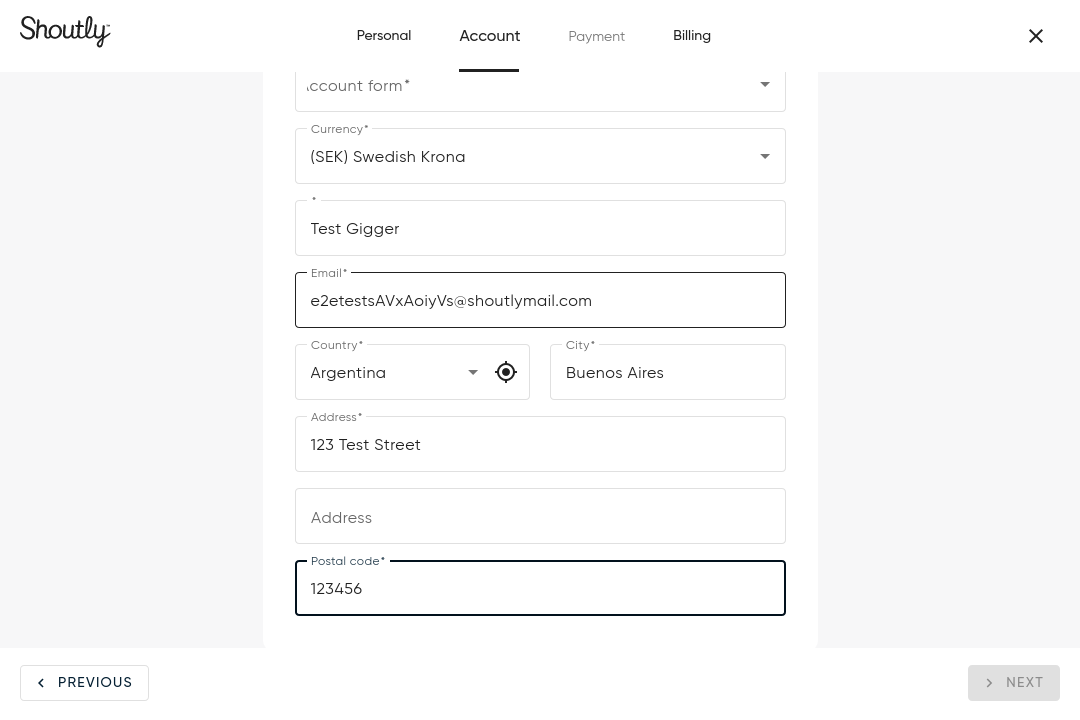 Shoutly™
Personal
Account
Payment
Billing
ccount form*
Currency*
(SEK) Swedish Krona
*
Test Gigger
Email*
e2etestsAVxAoiyVs@shoutlymail.com
Country*
Argentina
City*
Buenos Aires
Address*
123 Test Street
Address
Postal code*
123456
PREVIOUS
NEXT